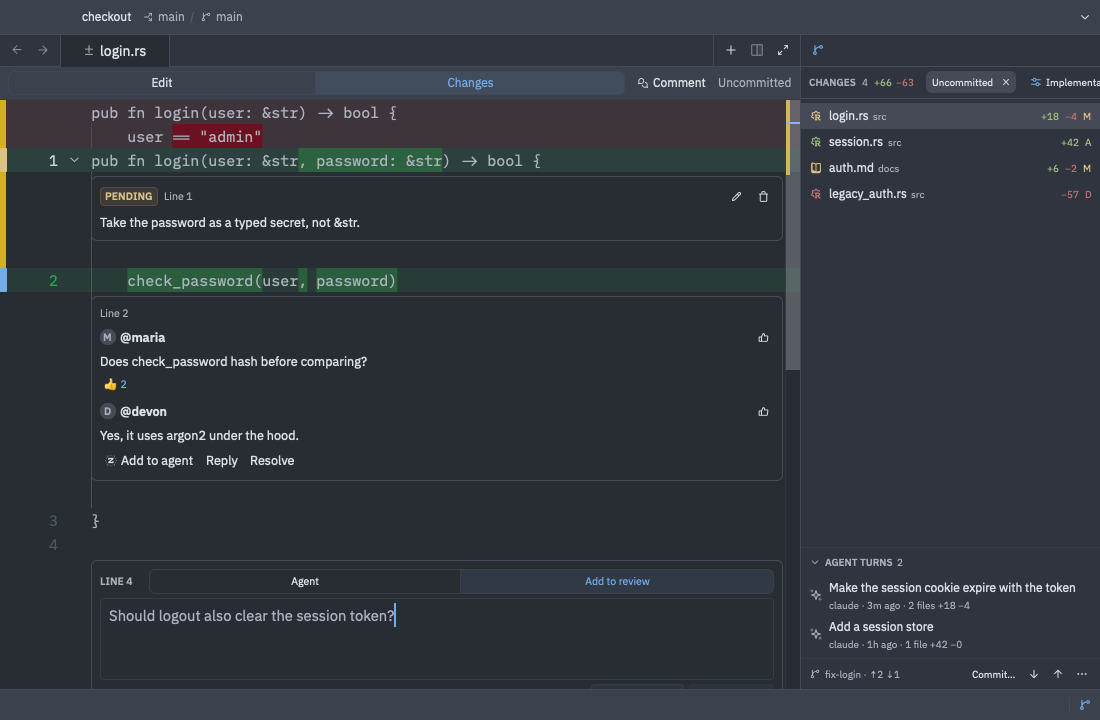 checkout main / main
± login.rs
Edit Changes Comment Uncommitted
CHANGES 4 +66 −63 Uncommitted × Implementa
pub fn login(user: &str) -> bool {
user == "admin"
1 pub fn login(user: &str, password: &str) -> bool {
PENDING Line 1
Take the password as a typed secret, not &str.
2 check_password(user, password)
Line 2
M @maria
Does check_password hash before comparing?
👍 2
D @devon
Yes, it uses argon2 under the hood.
Add to agent Reply Resolve
3 }
4
LINE 4 Agent Add to review
Should logout also clear the session token?
login.rs src +18 −4 M
session.rs src +42 A
auth.md docs +6 −2 M
legacy_auth.rs src −57 D
AGENT TURNS 2
Make the session cookie expire with the token
claude · 3m ago · 2 files +18 −4
Add a session store
claude · 1h ago · 1 file +42 −0
fix-login · ↑2 ↓1 Commit... ↓ ↑ ···